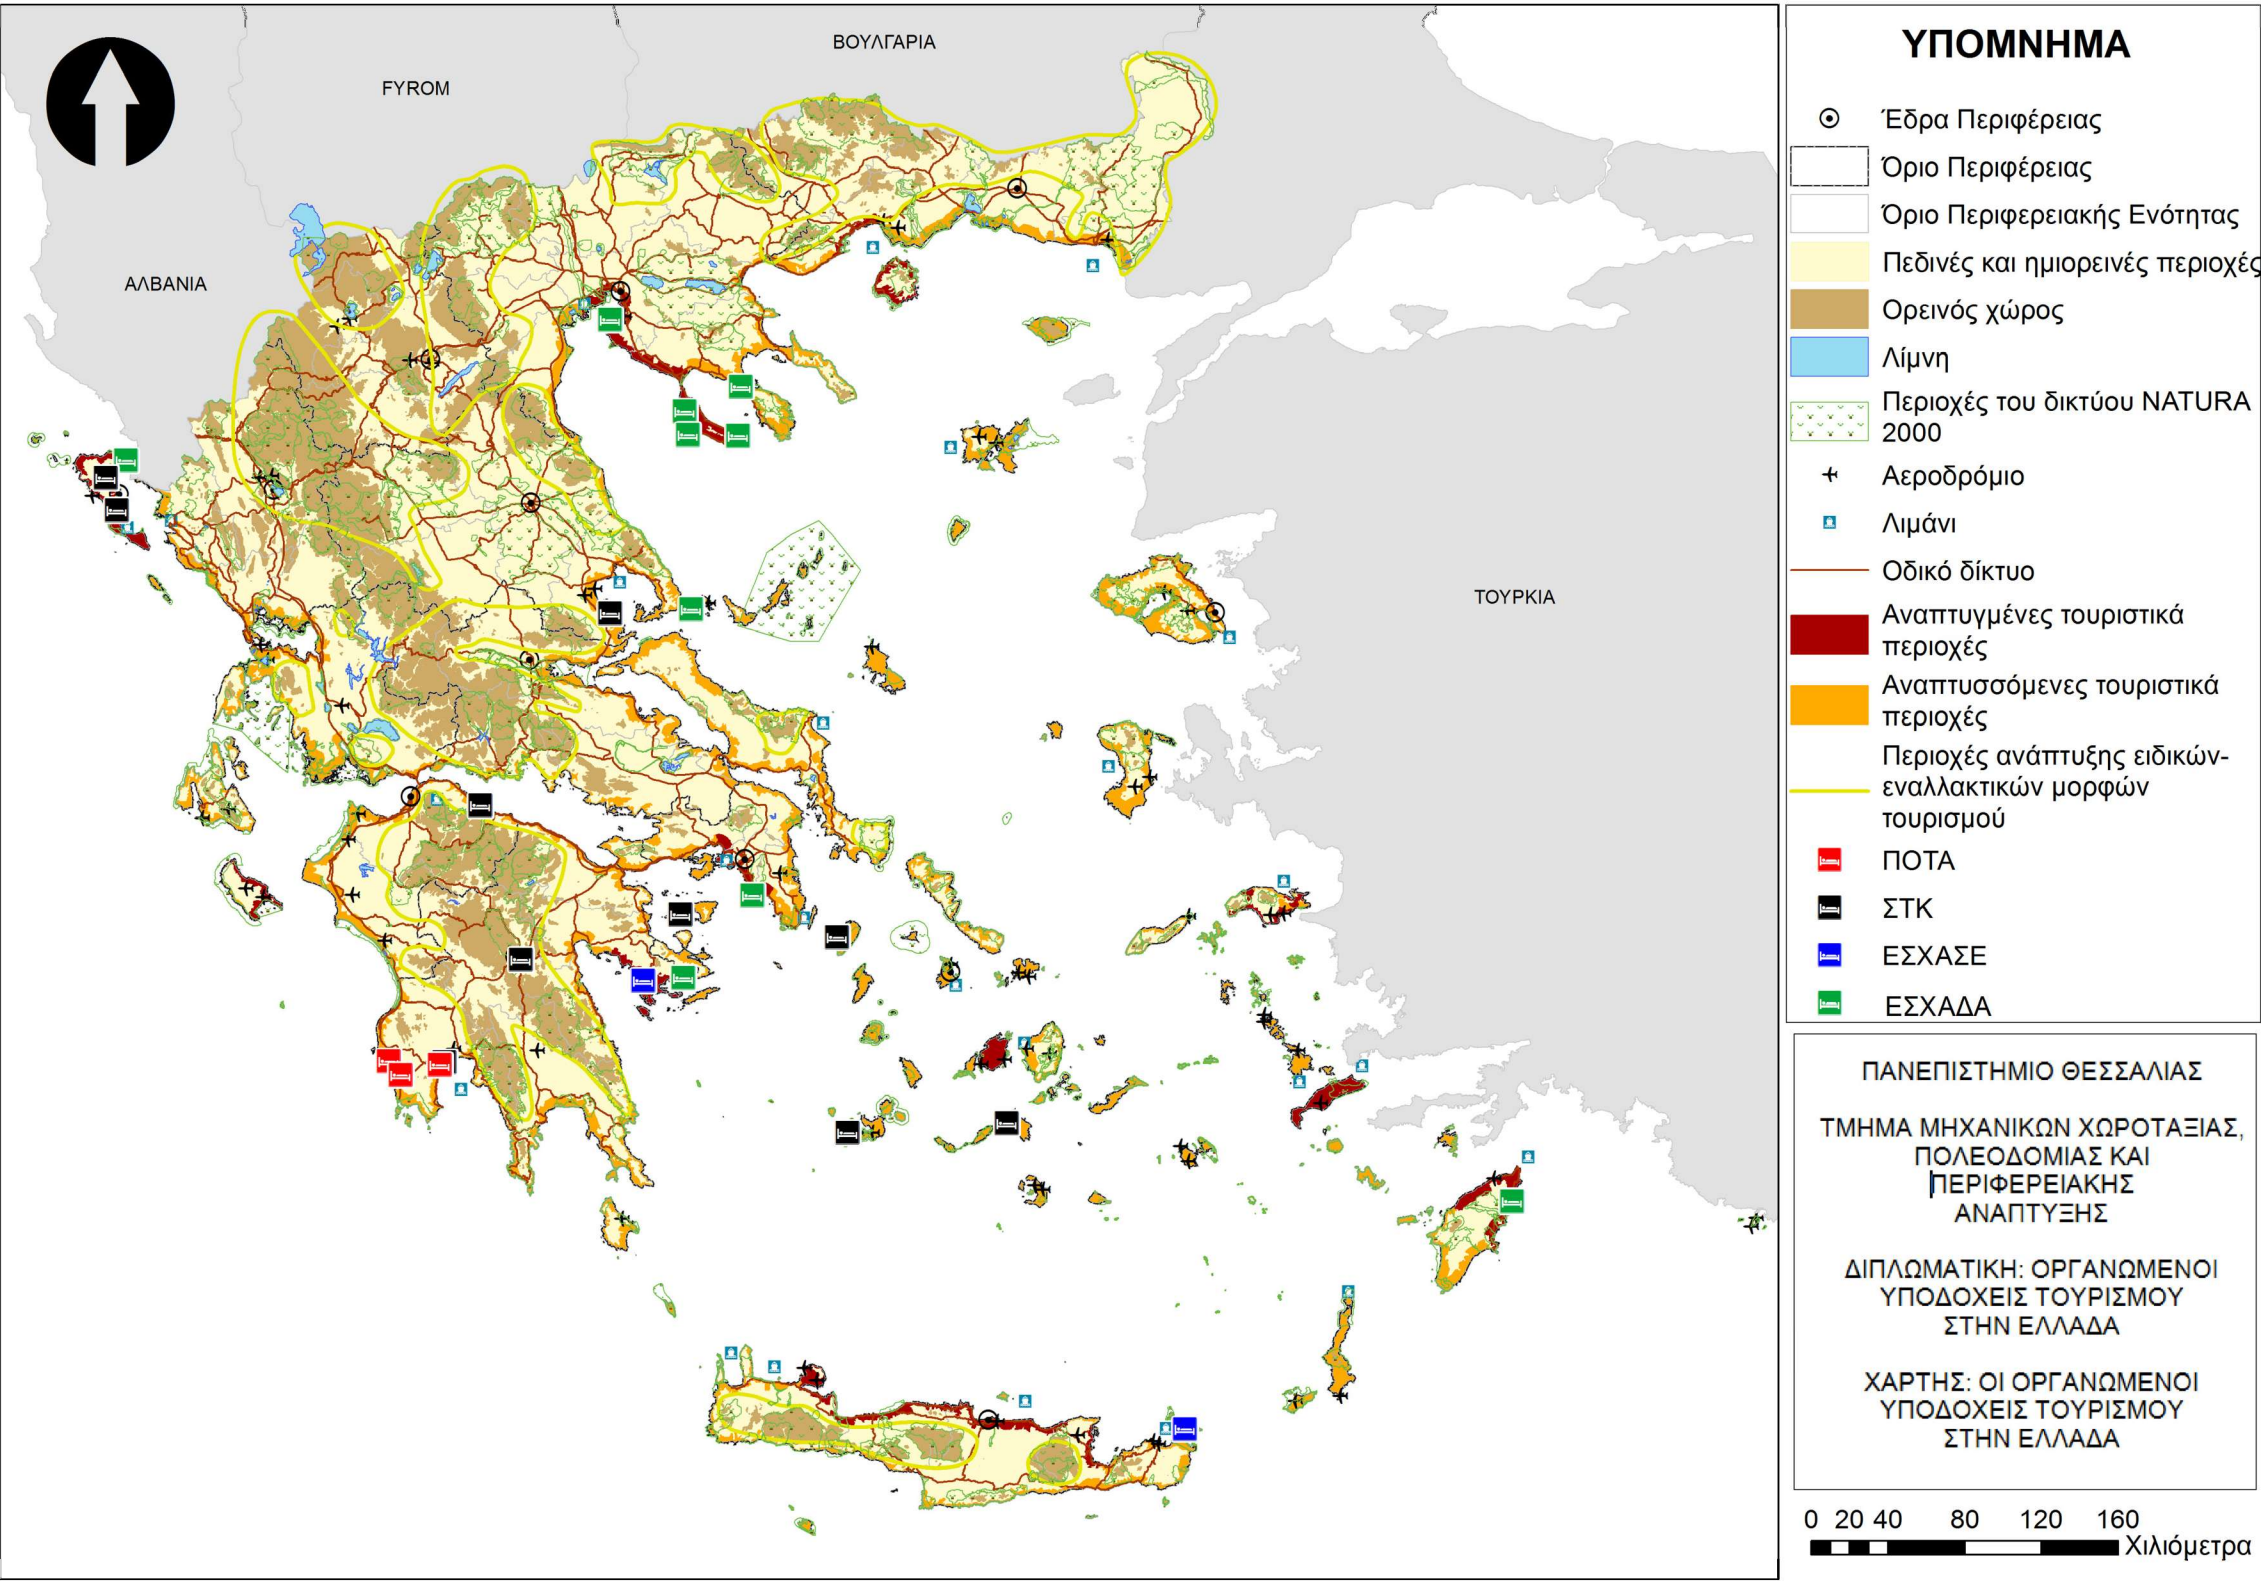 ΒΟΥΛΓΑΡΙΑ
FYROM
ΑΛΒΑΝΙΑ
ΤΟΥΡΚΙΑ
ΥΠΟΜΝΗΜΑ
Έδρα Περιφέρειας
Όριο Περιφέρειας
Όριο Περιφερειακής Ενότητας
Πεδινές και ημιορεινές περιοχές
Ορεινός χώρος
Λίμνη
Περιοχές του δικτύου NATURA
2000
Αεροδρόμιο
Λιμάνι
Οδικό δίκτυο
Αναπτυγμένες τουριστικά
περιοχές
Αναπτυσσόμενες τουριστικά
περιοχές
Περιοχές ανάπτυξης ειδικών-
εναλλακτικών μορφών
τουρισμού
ΠΟΤΑ
ΣΤΚ
ΕΣΧΑΣΕ
ΕΣΧΑΔΑ
ΠΑΝΕΠΙΣΤΗΜΙΟ ΘΕΣΣΑΛΙΑΣ
ΤΜΗΜΑ ΜΗΧΑΝΙΚΩΝ ΧΩΡΟΤΑΞΙΑΣ,
ΠΟΛΕΟΔΟΜΙΑΣ ΚΑΙ
ΠΕΡΙΦΕΡΕΙΑΚΗΣ
ΑΝΑΠΤΥΞΗΣ
ΔΙΠΛΩΜΑΤΙΚΗ: ΟΡΓΑΝΩΜΕΝΟΙ
ΥΠΟΔΟΧΕΙΣ ΤΟΥΡΙΣΜΟΥ
ΣΤΗΝ ΕΛΛΑΔΑ
ΧΑΡΤΗΣ: ΟΙ ΟΡΓΑΝΩΜΕΝΟΙ
ΥΠΟΔΟΧΕΙΣ ΤΟΥΡΙΣΜΟΥ
ΣΤΗΝ ΕΛΛΑΔΑ
0 20 40 80 120 160
Χιλιόμετρα